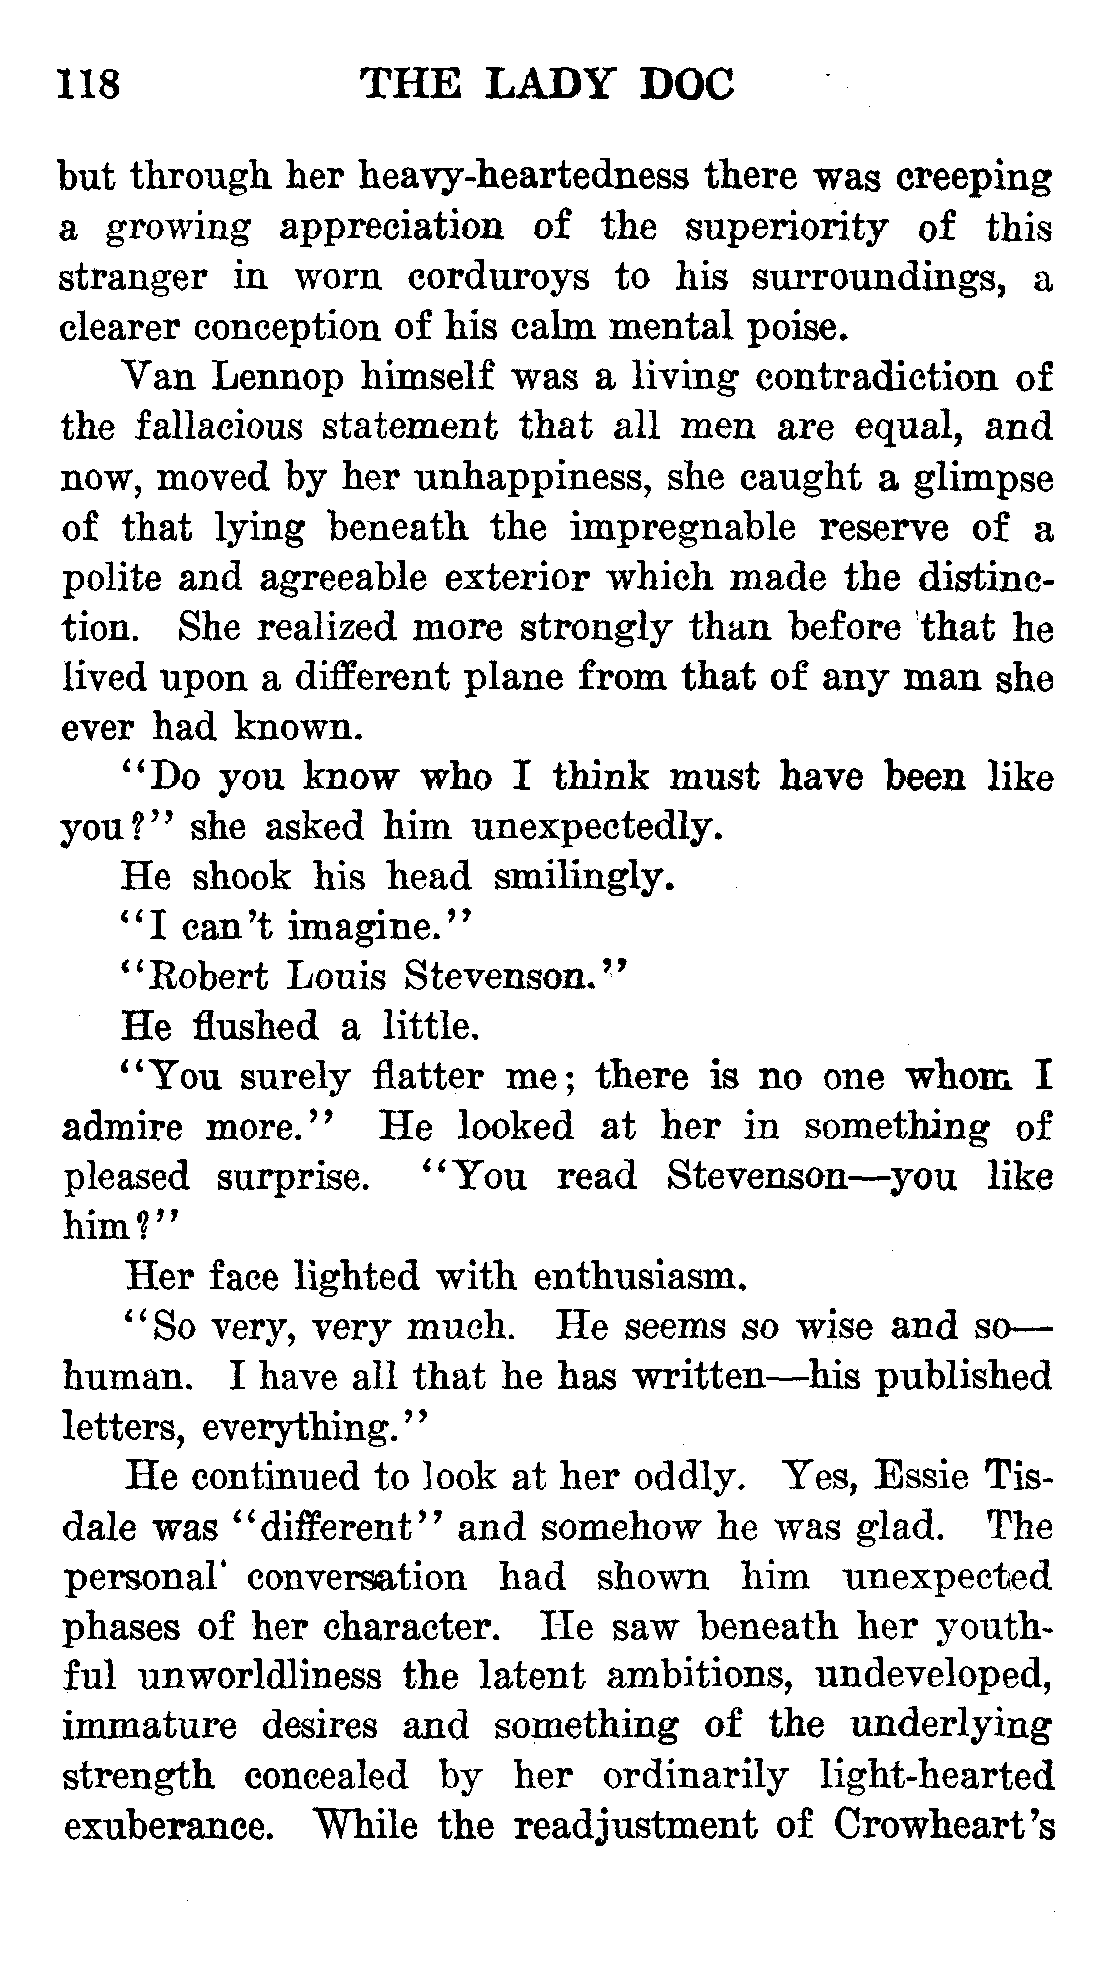 118 THE LADY DOC
but through her heavy-heartedness there was creeping
a growing appreciation of the superiority of this
stranger in worn corduroys to his surroundings, a
clearer conception of his calm mental poise.
Van Lennop himself was a living contradiction of
the fallacious statement that all men are equal, and
now, moved by her unhappiness, she caught a glimpse
of that lying beneath the impregnable reserve of a
polite and agreeable exterior which made the distinc-
tion. She realized more strongly than before that he
lived upon a different plane from that of any man she
ever had known.
"Do you know who I think must have been like
you?" she asked him unexpectedly.
He shook his head smilingly.
"I can't imagine."
"Robert Louis Stevenson."
He flushed a little.
"You surely flatter me; there is no one whom I
admire more." He looked at her in something of
pleased surprise. "You read Stevenson—you like
him?"
Her face lighted with enthusiasm.
"So very, very much. He seems so wise and so—
human. I have all that he has written—his published
letters, everything."
He continued to look at her oddly. Yes, Essie Tis-
dale was "different" and somehow he was glad. The
personal conversation had shown him unexpected
phases of her character. He saw beneath her youth-
ful unworldliness the latent ambitions, undeveloped,
immature desires and something of the underlying
strength concealed by her ordinarily light-hearted
exuberance. While the readjustment of Crowheart's